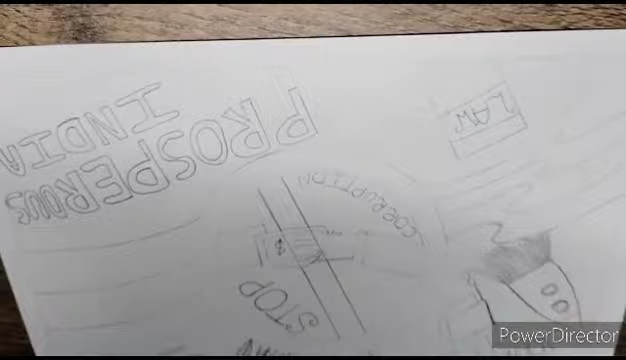 PROSPEROUS
INDIA
LAW
CORRUPTION
STOP
PowerDirector